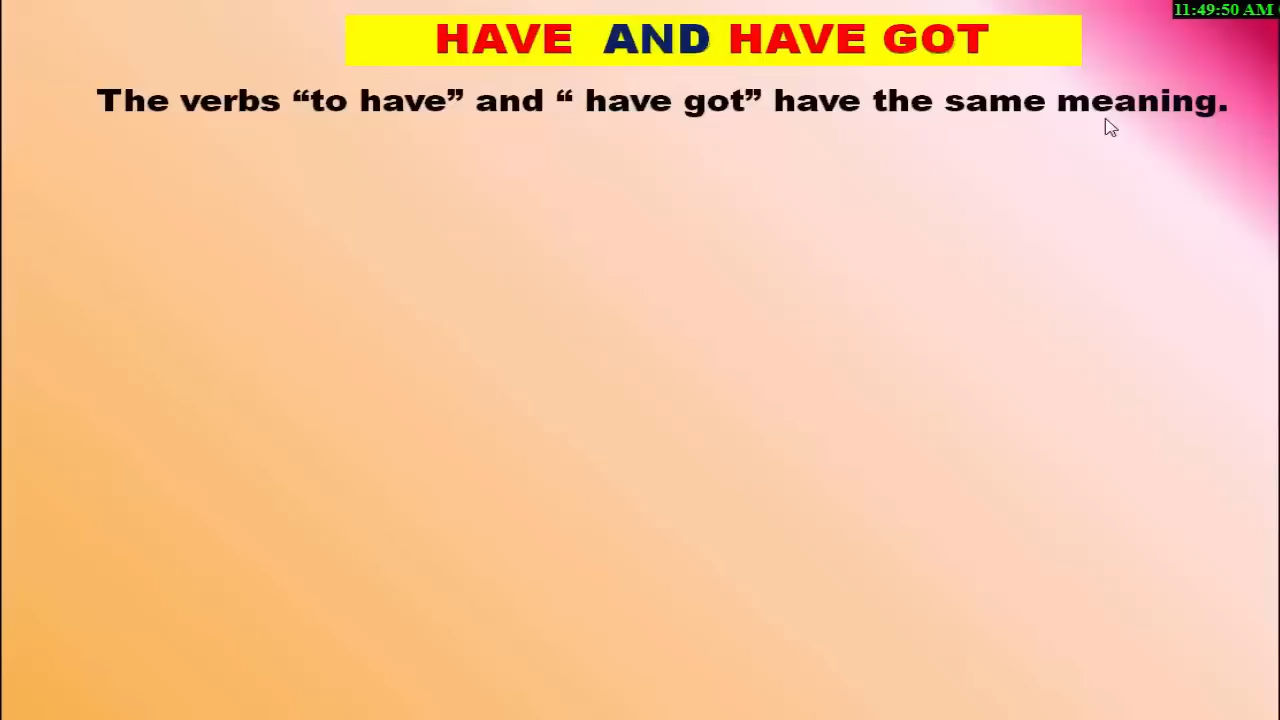 11:49:50 AM
HAVE AND HAVE GOT
The verbs “to have” and “ have got” have the same meaning.